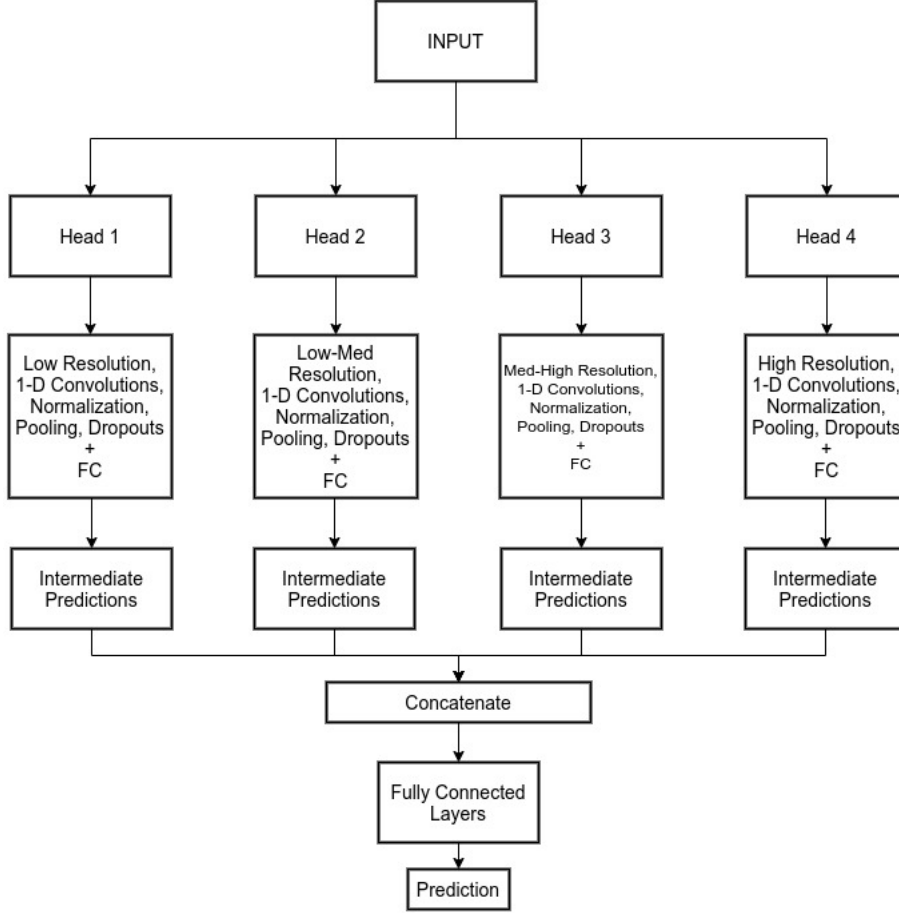 INPUT
Head 1
Head 2
Head 3
Head 4
Low Resolution,
1-D Convolutions,
Normalization,
Pooling, Dropouts
+
FC
Low-Med
Resolution,
1-D Convolutions,
Normalization,
Pooling, Dropouts
+
FC
Med-High Resolution,
1-D Convolutions,
Normalization,
Pooling, Dropouts
+
FC
High Resolution,
1-D Convolutions,
Normalization,
Pooling, Dropouts
+
FC
Intermediate
Predictions
Intermediate
Predictions
Intermediate
Predictions
Intermediate
Predictions
Concatenate
Fully Connected
Layers
Prediction